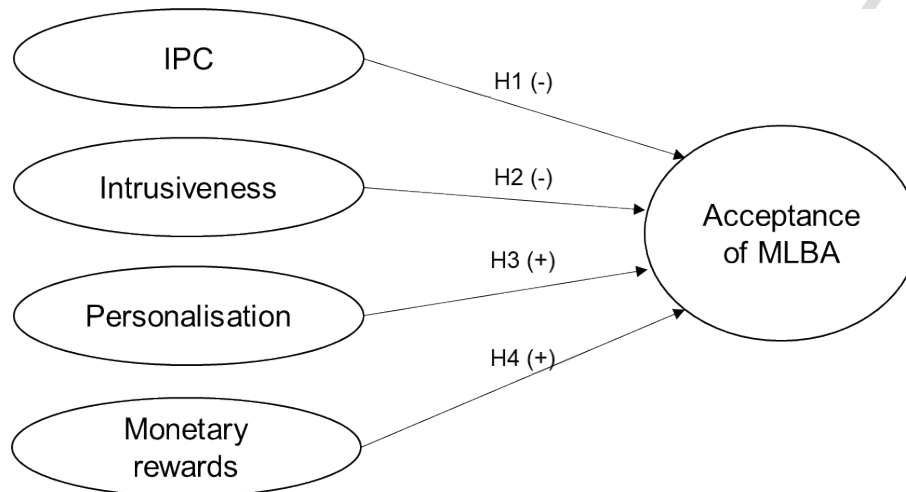 IPC
H1 (-)
Intrusiveness
H2 (-)
Acceptance
of MLBA
H3 (+)
Personalisation
H4 (+)
Monetary
rewards